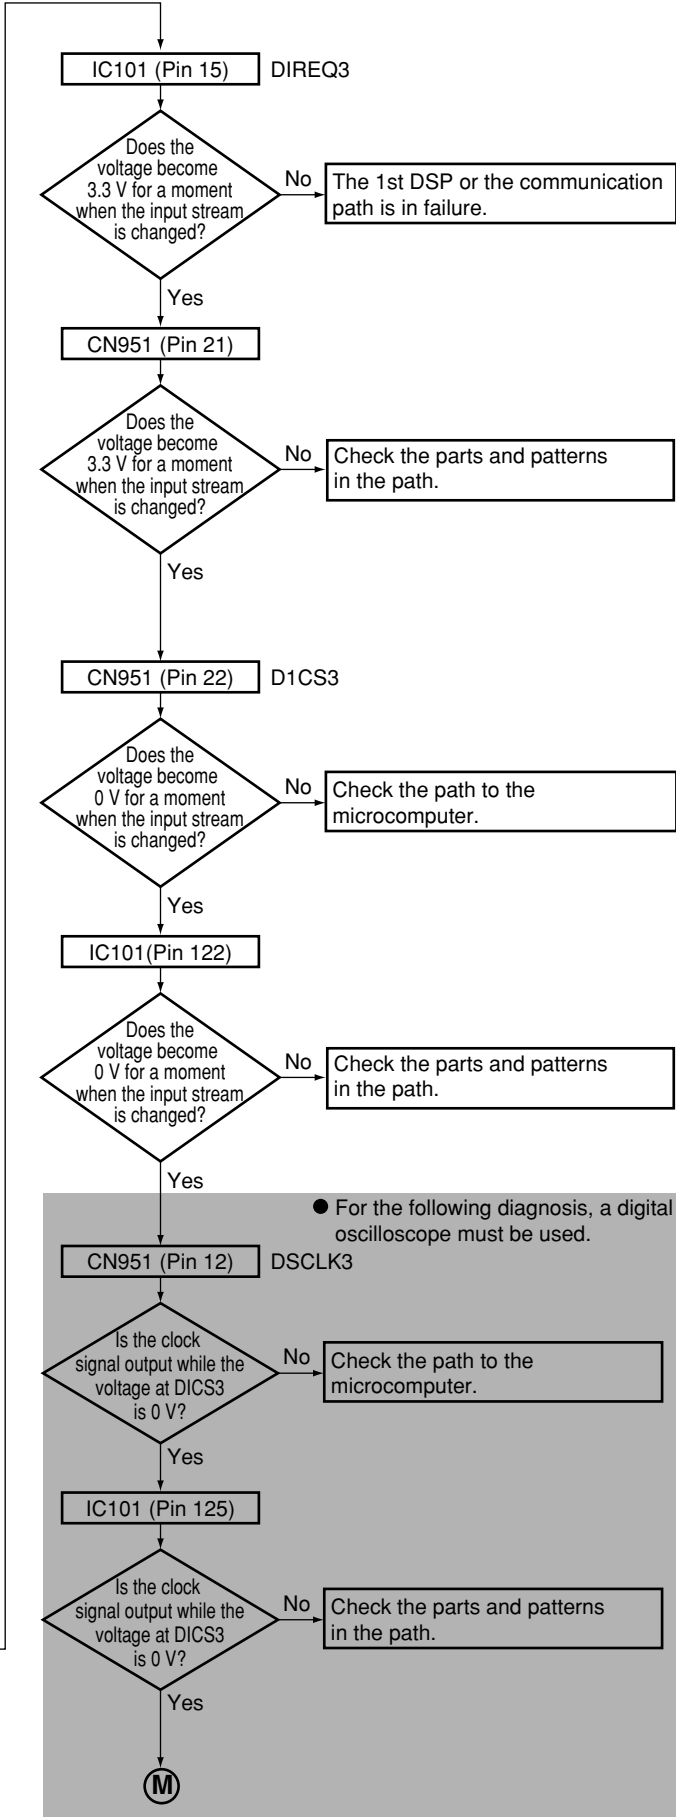 IC101 (Pin 15) DIREQ3
Does the
voltage become
3.3 V for a moment
when the input stream
is changed?
No
The 1st DSP or the communication
path is in failure.
Yes
CN951 (Pin 21)
Does the
voltage become
3.3 V for a moment
when the input stream
is changed?
No
Check the parts and patterns
in the path.
Yes
CN951 (Pin 22) D1CS3
Does the
voltage become
0 V for a moment
when the input stream
is changed?
No
Check the path to the
microcomputer.
Yes
IC101(Pin 122)
Does the
voltage become
0 V for a moment
when the input stream
is changed?
No
Check the parts and patterns
in the path.
Yes
● For the following diagnosis, a digital
oscilloscope must be used.
CN951 (Pin 12) DSCLK3
Is the clock
signal output while the
voltage at DICS3
is 0 V?
No
Check the path to the
microcomputer.
Yes
IC101 (Pin 125)
Is the clock
signal output while the
voltage at DICS3
is 0 V?
No
Check the parts and patterns
in the path.
Yes
M